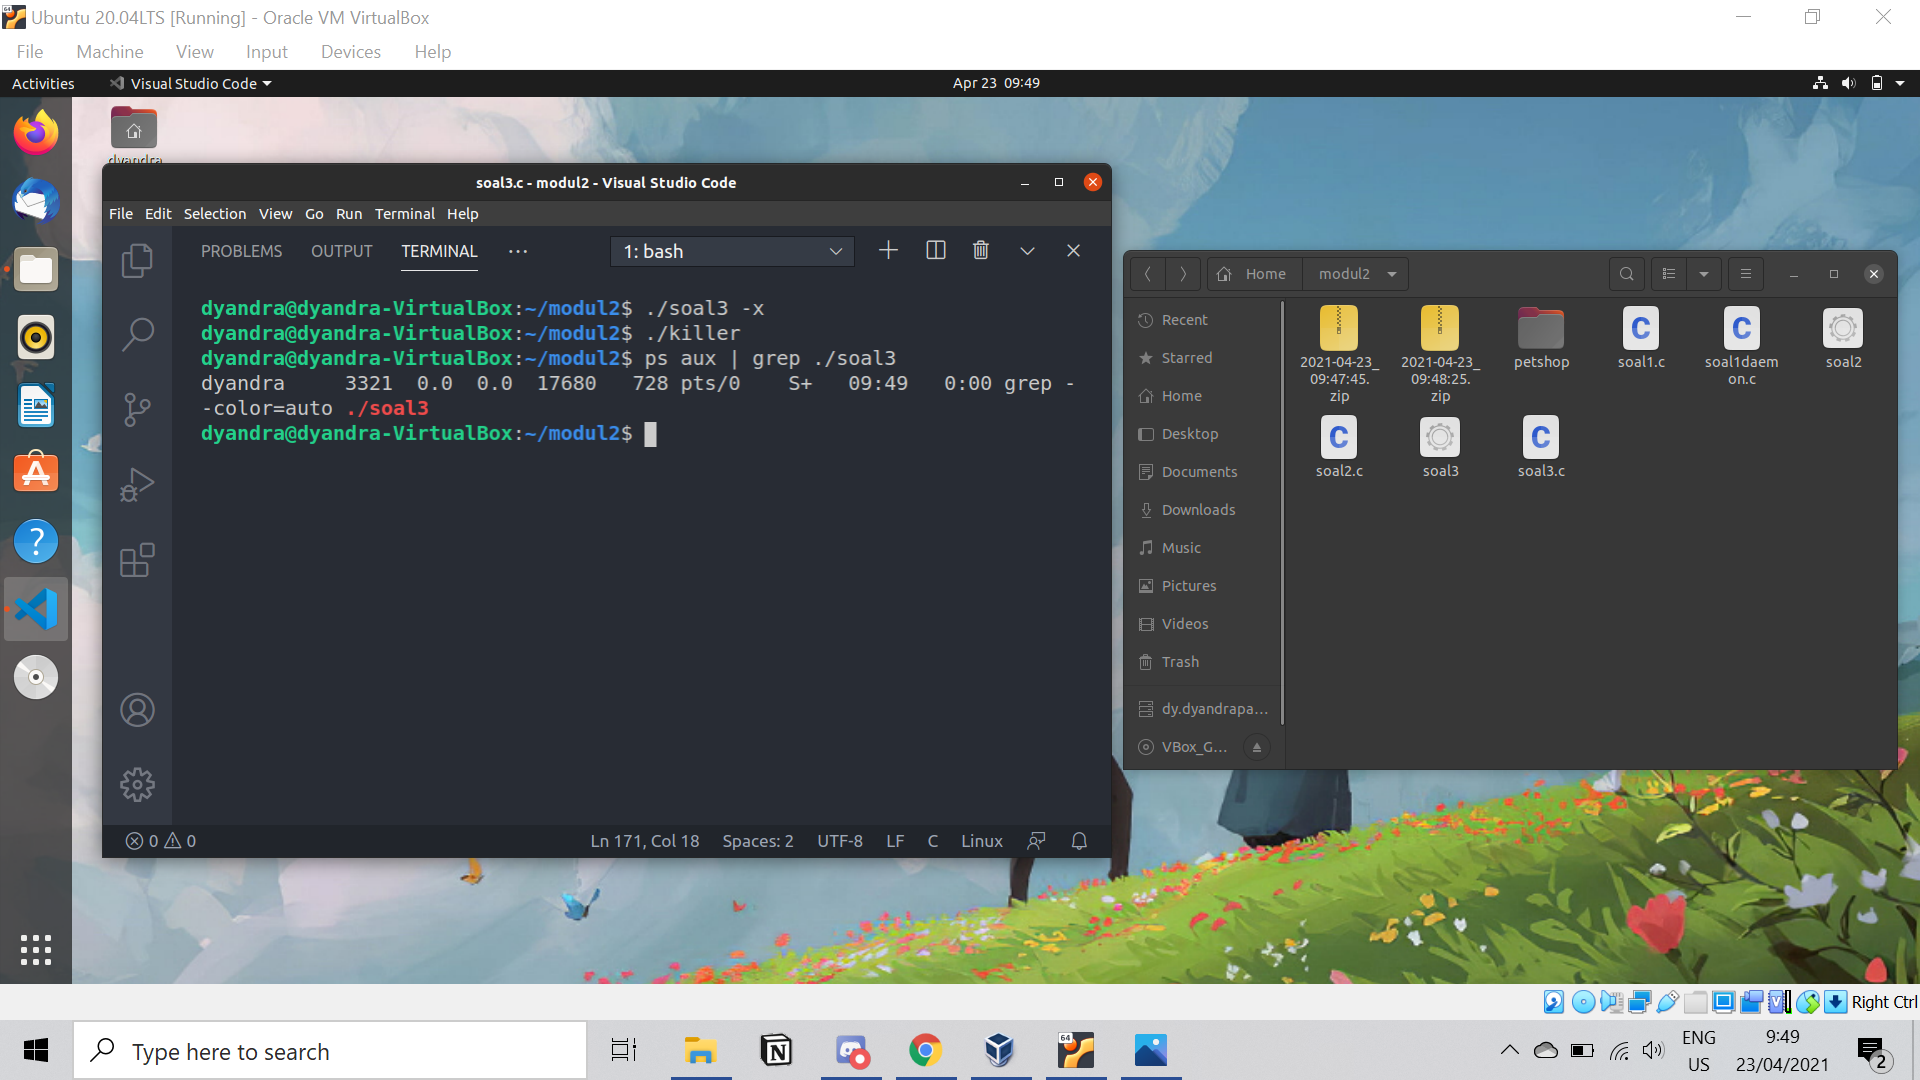 Ubuntu 20.04LTS [Running] - Oracle VM VirtualBox
File Machine View Input Devices Help
Activities Visual Studio Code Apr 23 09:49
dyandra
soal3.c - modul2 - Visual Studio Code
File Edit Selection View Go Run Terminal Help
PROBLEMS OUTPUT TERMINAL ··· 1: bash
dyandra@dyandra-VirtualBox:~/modul2$ ./soal3 -x
dyandra@dyandra-VirtualBox:~/modul2$ ./killer
dyandra@dyandra-VirtualBox:~/modul2$ ps aux | grep ./soal3
dyandra 3321 0.0 0.0 17680 728 pts/0 S+ 09:49 0:00 grep -
-color=auto ./soal3
dyandra@dyandra-VirtualBox:~/modul2$
0 0 Ln 171, Col 18 Spaces: 2 UTF-8 LF C Linux
Home modul2
Recent
Starred
Home
Desktop
Documents
Downloads
Music
Pictures
Videos
Trash
dy.dyandrapa...
VBox_G...
2021-04-23_
09:47:45.
zip
2021-04-23_
09:48:25.
zip
petshop
C
soal1.c
C
soal1daem
on.c
soal2
C
soal2.c
soal3
C
soal3.c
Right Ctrl
Type here to search
64
ENG
US
9:49
23/04/2021
2